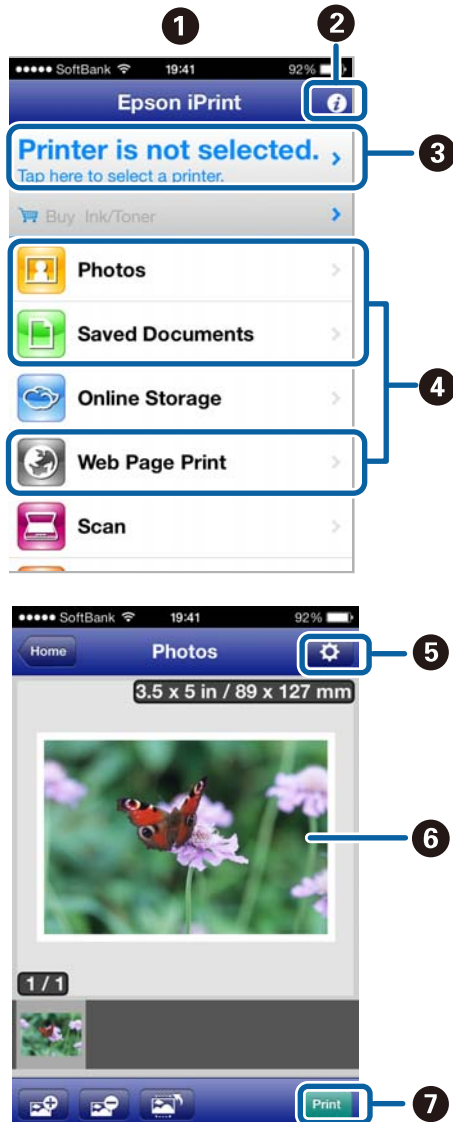 1
2
SoftBank 19:41 92%
Epson iPrint
Printer is not selected.
Tap here to select a printer.
3
Buy Ink/Toner
Photos
Saved Documents
Online Storage
4
Web Page Print
Scan
SoftBank 19:41 92%
Home Photos
5
3.5 x 5 in / 89 x 127 mm
6
1 / 1
Print
7